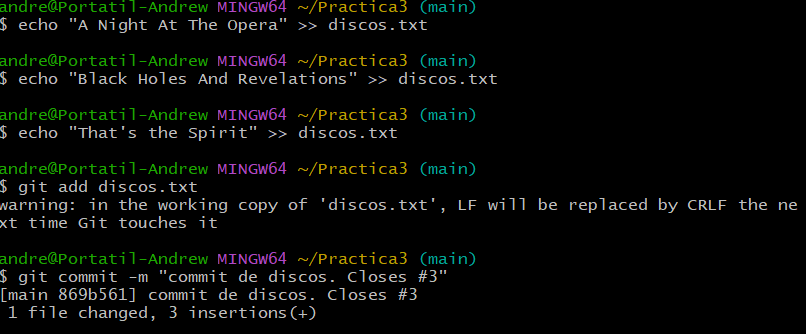 andre@Portatil-Andrew MINGW64 ~/Practica3 (main)
$ echo "A Night At The Opera" >> discos.txt
andre@Portatil-Andrew MINGW64 ~/Practica3 (main)
$ echo "Black Holes And Revelations" >> discos.txt
andre@Portatil-Andrew MINGW64 ~/Practica3 (main)
$ echo "That's the Spirit" >> discos.txt
andre@Portatil-Andrew MINGW64 ~/Practica3 (main)
$ git add discos.txt
warning: in the working copy of 'discos.txt', LF will be replaced by CRLF the ne
xt time Git touches it
andre@Portatil-Andrew MINGW64 ~/Practica3 (main)
$ git commit -m "commit de discos. Closes #3"
[main 869b561] commit de discos. Closes #3
1 file changed, 3 insertions(+)